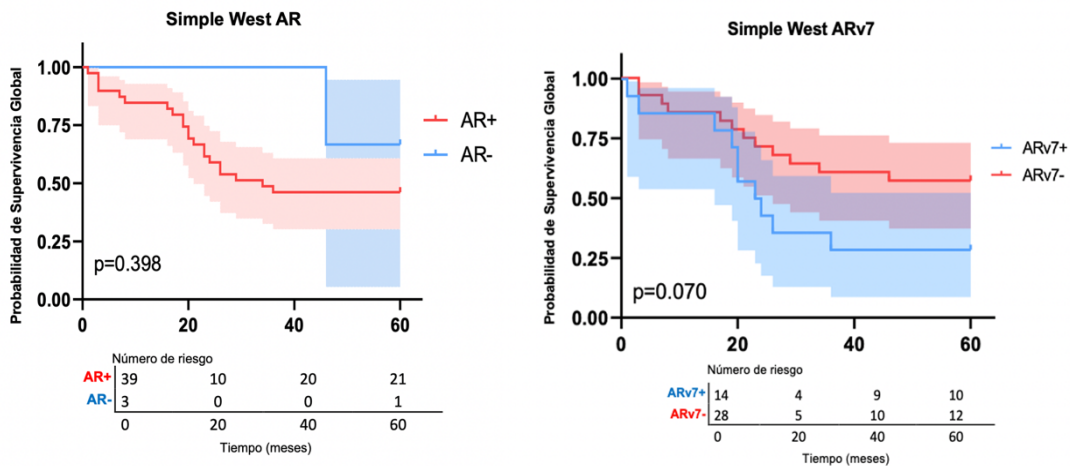 Simple West AR
Probabilidad de Supervivencia Global
1.00
0.75
0.50
0.25
0.00
p=0.398
AR+
AR-
0 20 40 60
Número de riesgo
AR+ 39 10 20 21
AR- 3 0 0 1
0 20 40 60
Tiempo (meses)
Simple West ARv7
Probabilidad de Supervivencia Global
1.00
0.75
0.50
0.25
0.00
p=0.070
ARv7+
ARv7-
0 20 40 60
Número de riesgo
ARv7+ 14 4 9 10
ARv7- 28 5 10 12
0 20 40 60
Tiempo (meses)